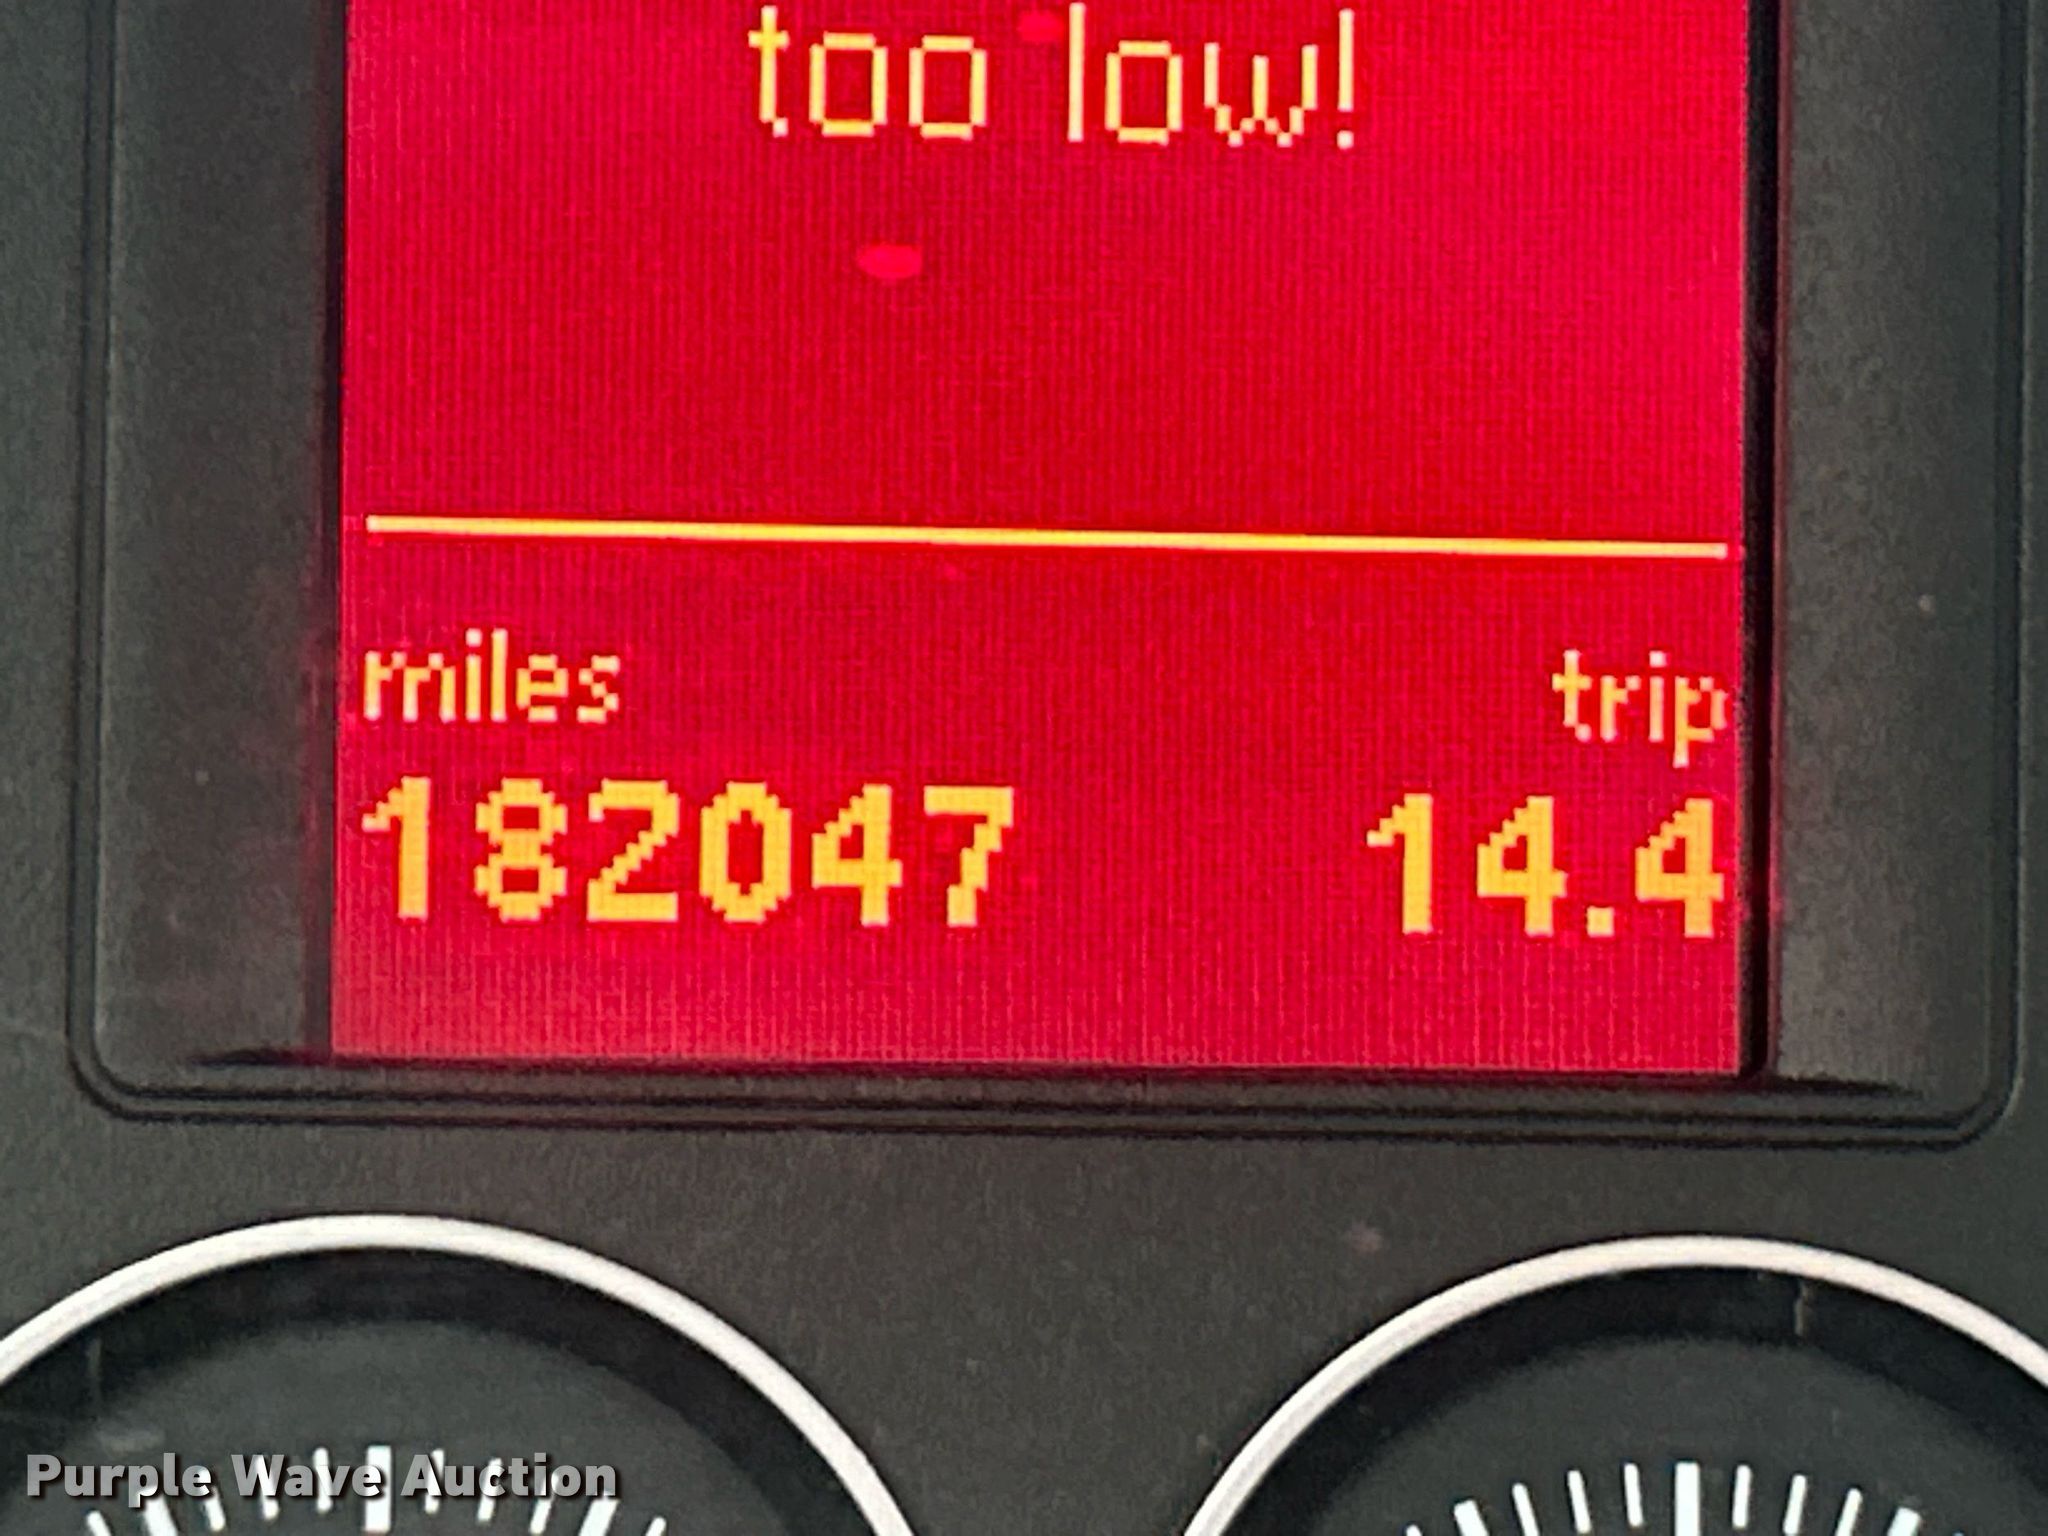 too low!
miles
trip
182047
14.4
Purple Wave Auction